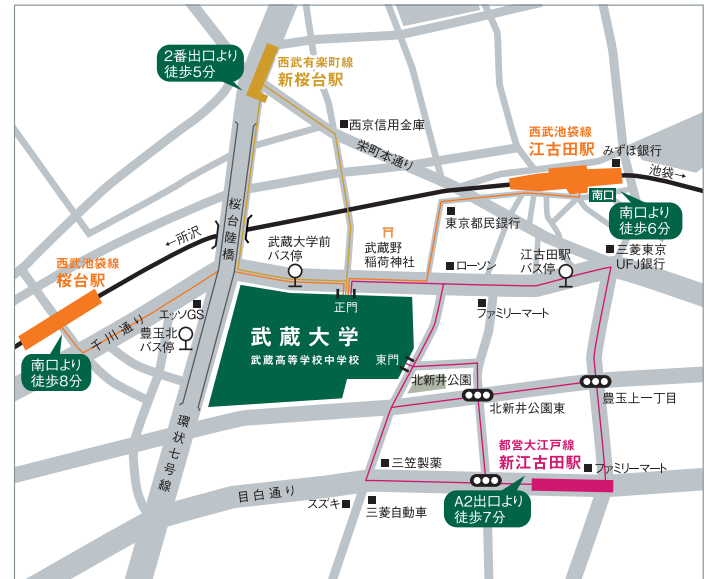 2番出口より
徒歩5分
西武有楽町線
新桜台駅
西京信用金庫
栄町本通り
西武池袋線
江古田駅
みずほ銀行
池袋→
南口
南口より
徒歩6分
桜台陸橋
←所沢
武蔵大学前
バス停
武蔵野
稲荷神社
東京都民銀行
江古田駅
バス停
三菱東京
UFJ銀行
ローソン
西武池袋線
桜台駅
エッソGS
千川通り
豊玉北
バス停
正門
ファミリーマート
武蔵大学
武蔵高等学校中学校
東門
南口より
徒歩8分
北新井公園
北新井公園東
豊玉上一丁目
環状七号線
都営大江戸線
新江古田駅
三笠製薬
ファミリーマート
目白通り
スズキ
三菱自動車
A2出口より
徒歩7分